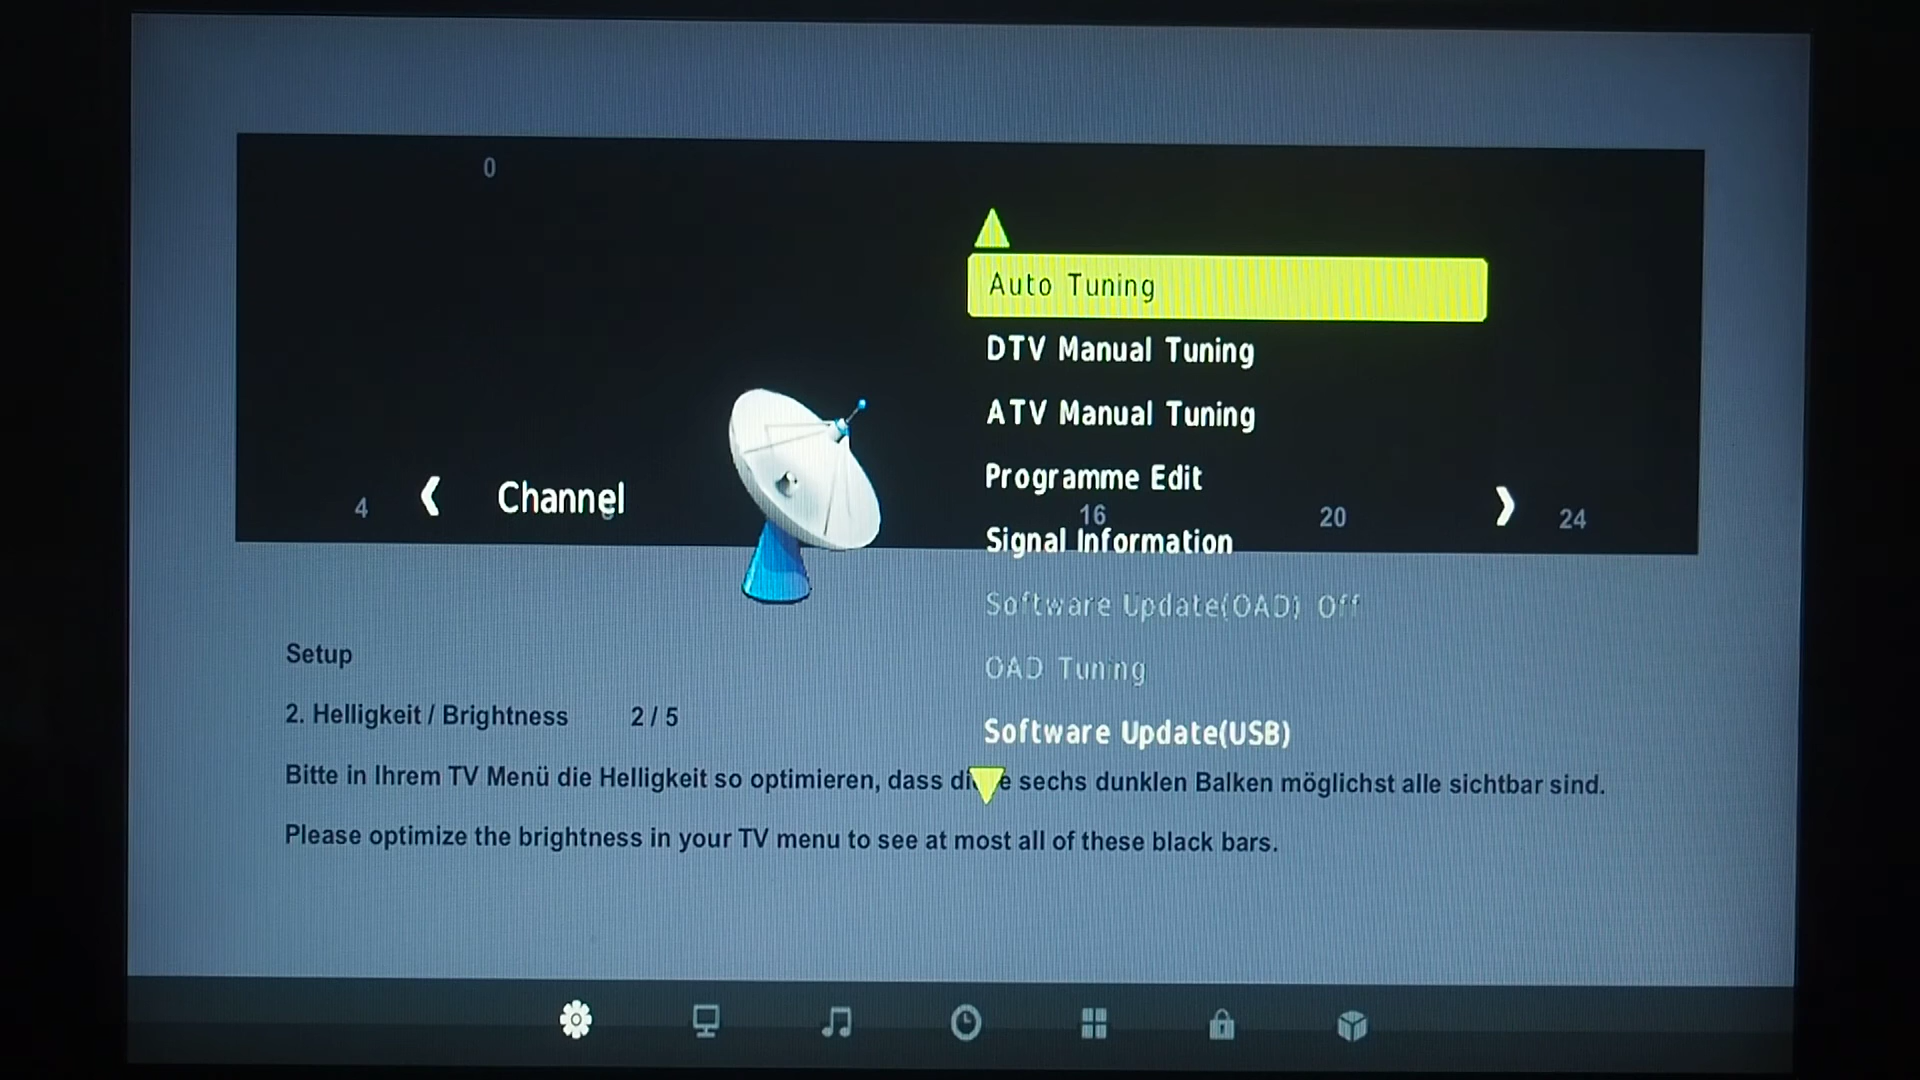 0
Auto Tuning
DTV Manual Tuning
ATV Manual Tuning
Programme Edit
4
Channel
16
20
24
Signal Information
Software Update(OAD) Off
OAD Tuning
Software Update(USB)
Setup
2. Helligkeit / Brightness 2 / 5
Bitte in Ihrem TV Menü die Helligkeit so optimieren, dass sechs dunklen Balken möglichst alle sichtbar sind.
Please optimize the brightness in your TV menu to see at most all of these black bars.